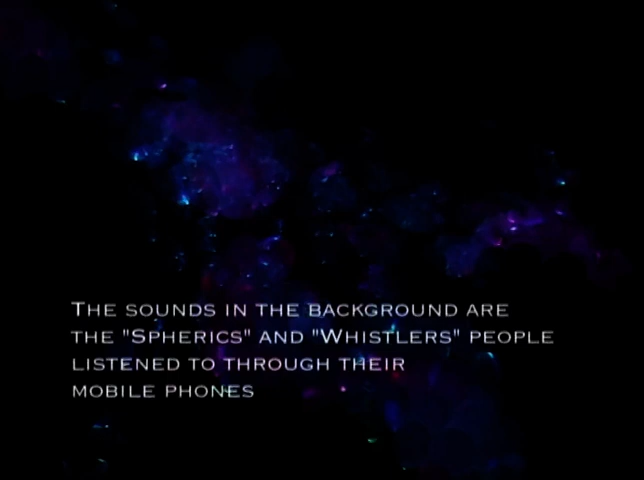 The sounds in the background are
the "Spherics" and "Whistlers" people
listened to through their
mobile phones